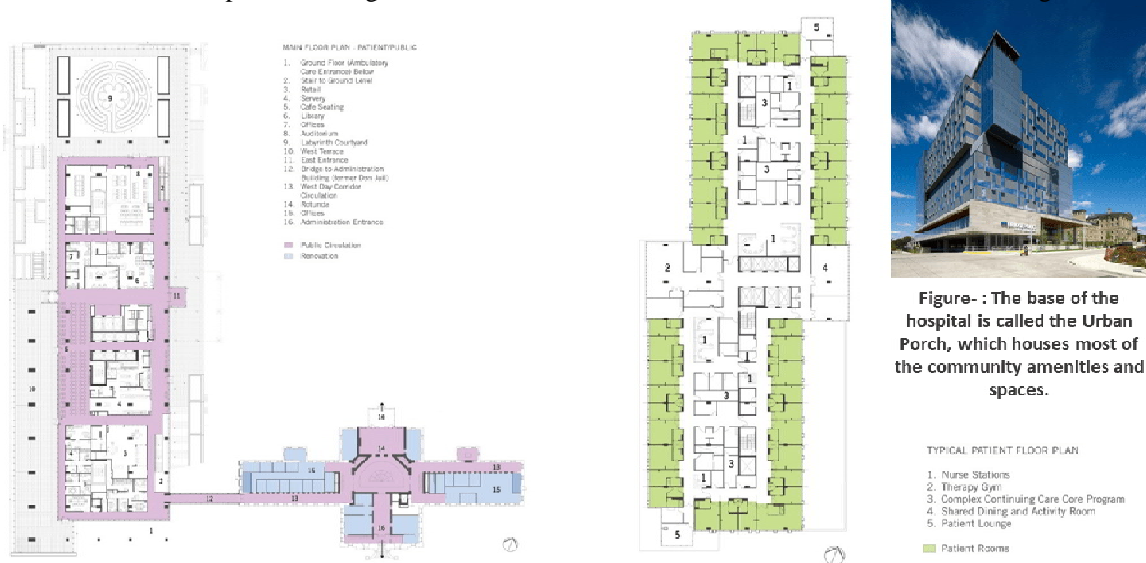 MAIN FLOOR PLAN - PATIENT/PUBLIC
1. Ground Floor (Ambulatory
Care Entrance) Below
2. Stair to Ground Level
3. Retail
4. Servery
5. Cafe Seating
6. Library
7. Offices
8. Auditorium
9. Labyrinth Courtyard
10. West Terrace
11. East Entrance
12. Bridge to Administration
Building (former Don Jail)
13. West Day Corridor
Circulation
14. Rotunda
15. Offices
16. Administration Entrance
Public Circulation
Renovation
Figure- : The base of the
hospital is called the Urban
Porch, which houses most of
the community amenities and
spaces.
TYPICAL PATIENT FLOOR PLAN
1. Nurse Stations
2. Therapy Gym
3. Complex Continuing Care Core Program
4. Shared Dining and Activity Room
5. Patient Lounge
Patient Rooms